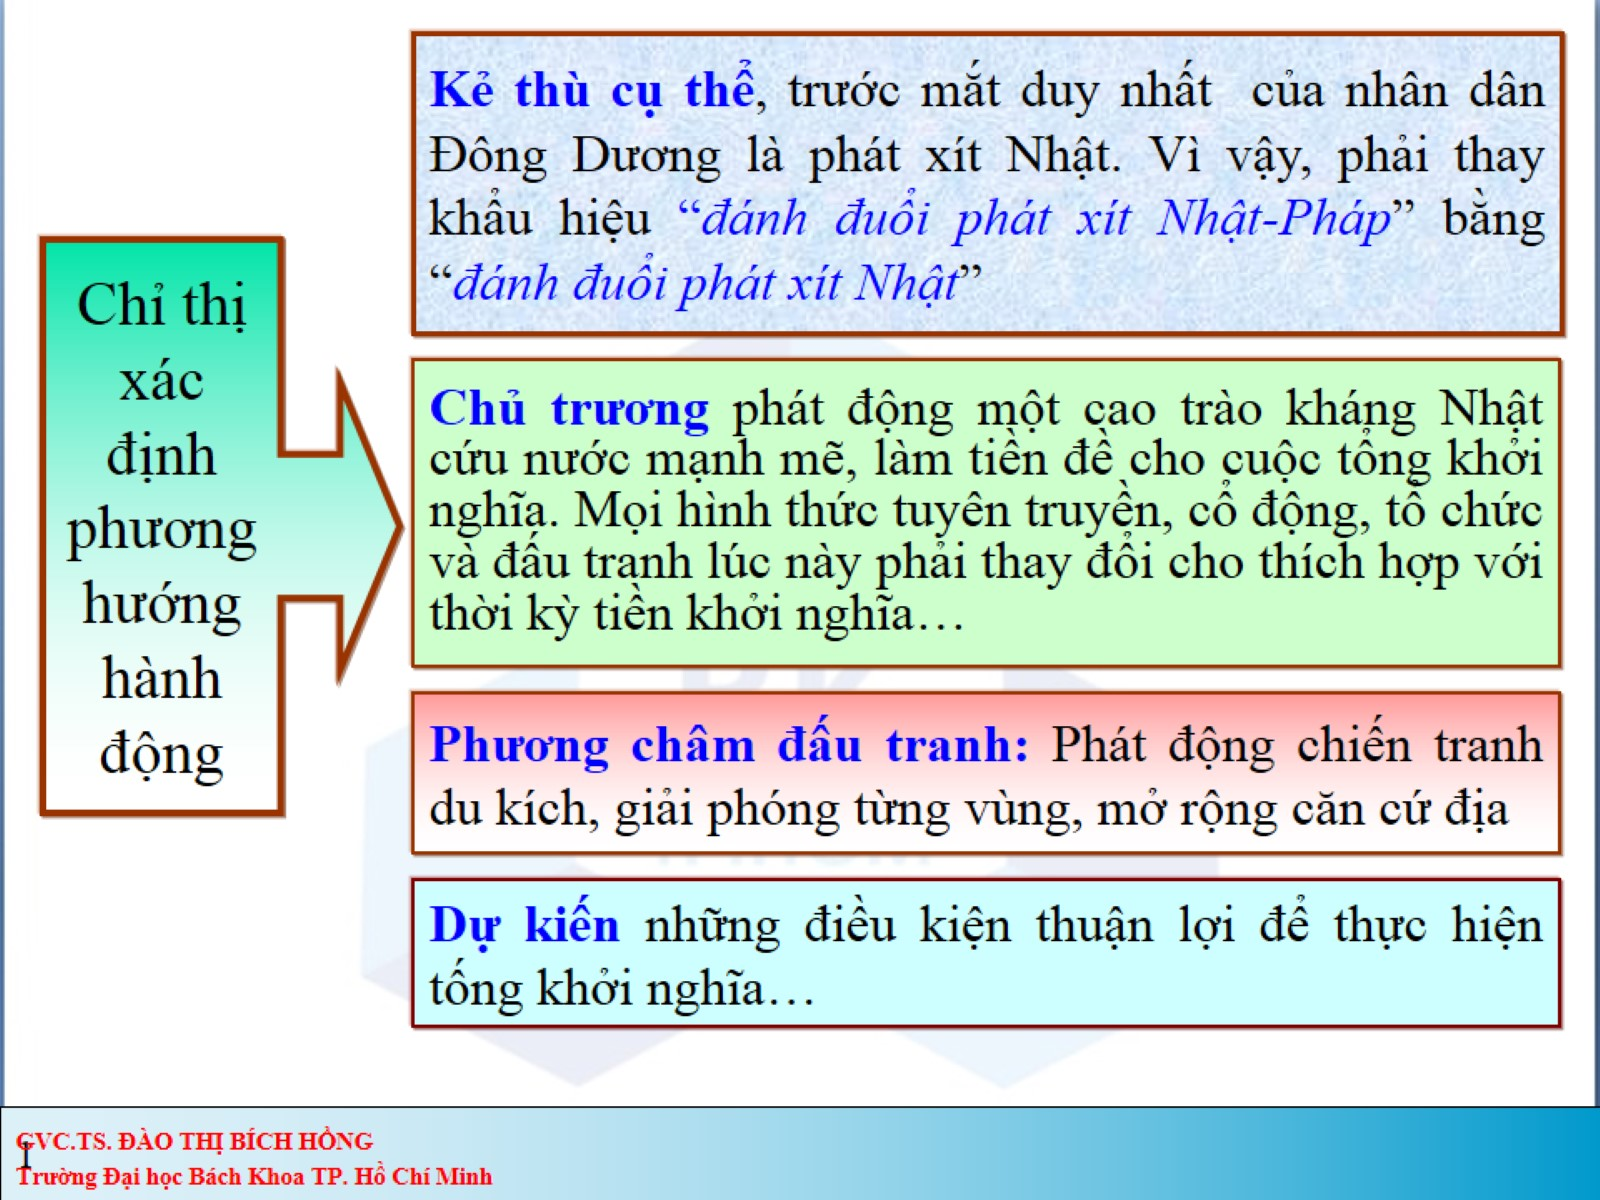 Chỉ thị
xác
định
phương
hướng
hành
động
Kẻ thù cụ thể, trước mắt duy nhất của nhân dân
Đông Dương là phát xít Nhật. Vì vậy, phải thay
khẩu hiệu “đánh đuổi phát xít Nhật-Pháp” bằng
“đánh đuổi phát xít Nhật”
Chủ trương phát động một cao trào kháng Nhật
cứu nước mạnh mẽ, làm tiền đề cho cuộc tổng khởi
nghĩa. Mọi hình thức tuyên truyền, cổ động, tổ chức
và đấu tranh lúc này phải thay đổi cho thích hợp với
thời kỳ tiền khởi nghĩa…
Phương châm đấu tranh: Phát động chiến tranh
du kích, giải phóng từng vùng, mở rộng căn cứ địa
Dự kiến những điều kiện thuận lợi để thực hiện
tổng khởi nghĩa…
GVC.TS. ĐÀO THỊ BÍCH HỒNG
1
Trường Đại học Bách Khoa TP. Hồ Chí Minh